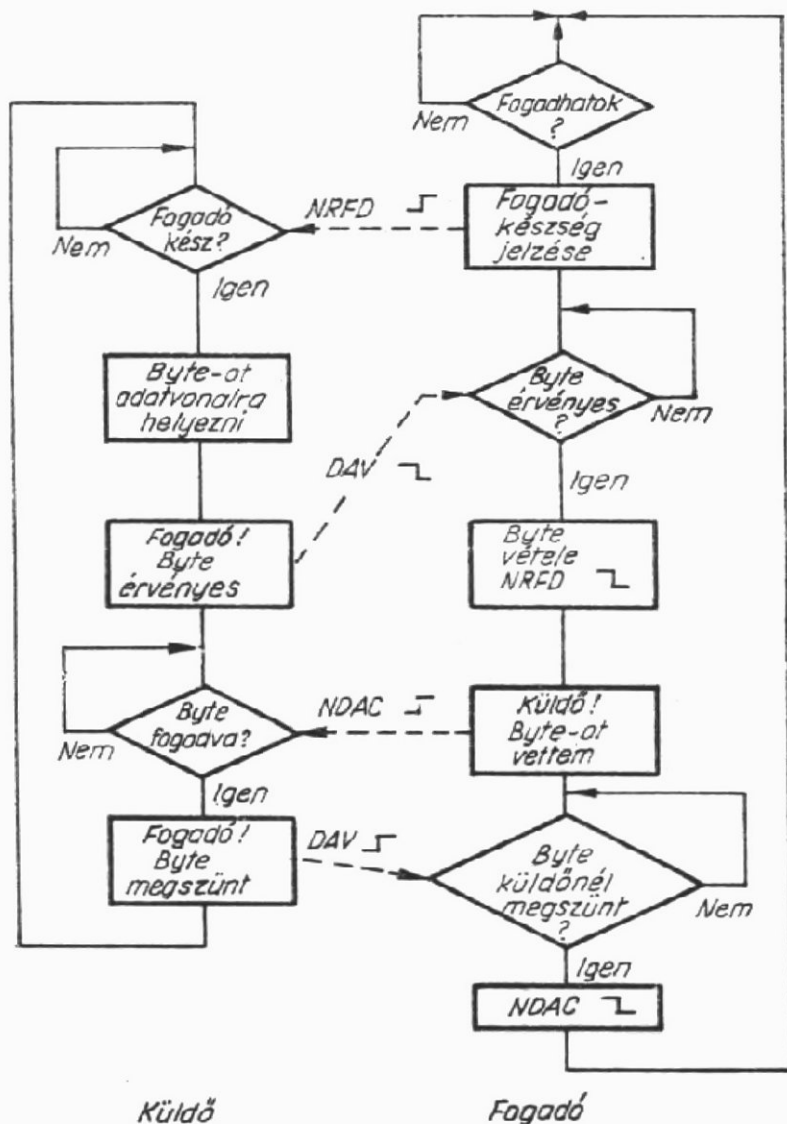 Fogadhatok
?
Nem
Igen
Fogadó
kész?
Nem
Igen
NRFD
Fogadó-
készség
jelzése
Byte-ot
adatvonalra
helyezni
Byte
érvényes
?
Nem
Igen
DAV
Fogadó!
Byte
érvényes
Byte
vétele
NRFD
Byte
fogadva?
Nem
Igen
NDAC
Küldő!
Byte-ot
vettem
Fogadó!
Byte
megszünt
DAV
Byte
küldőnél
megszünt
?
Nem
Igen
NDAC
Küldő
Fogadó